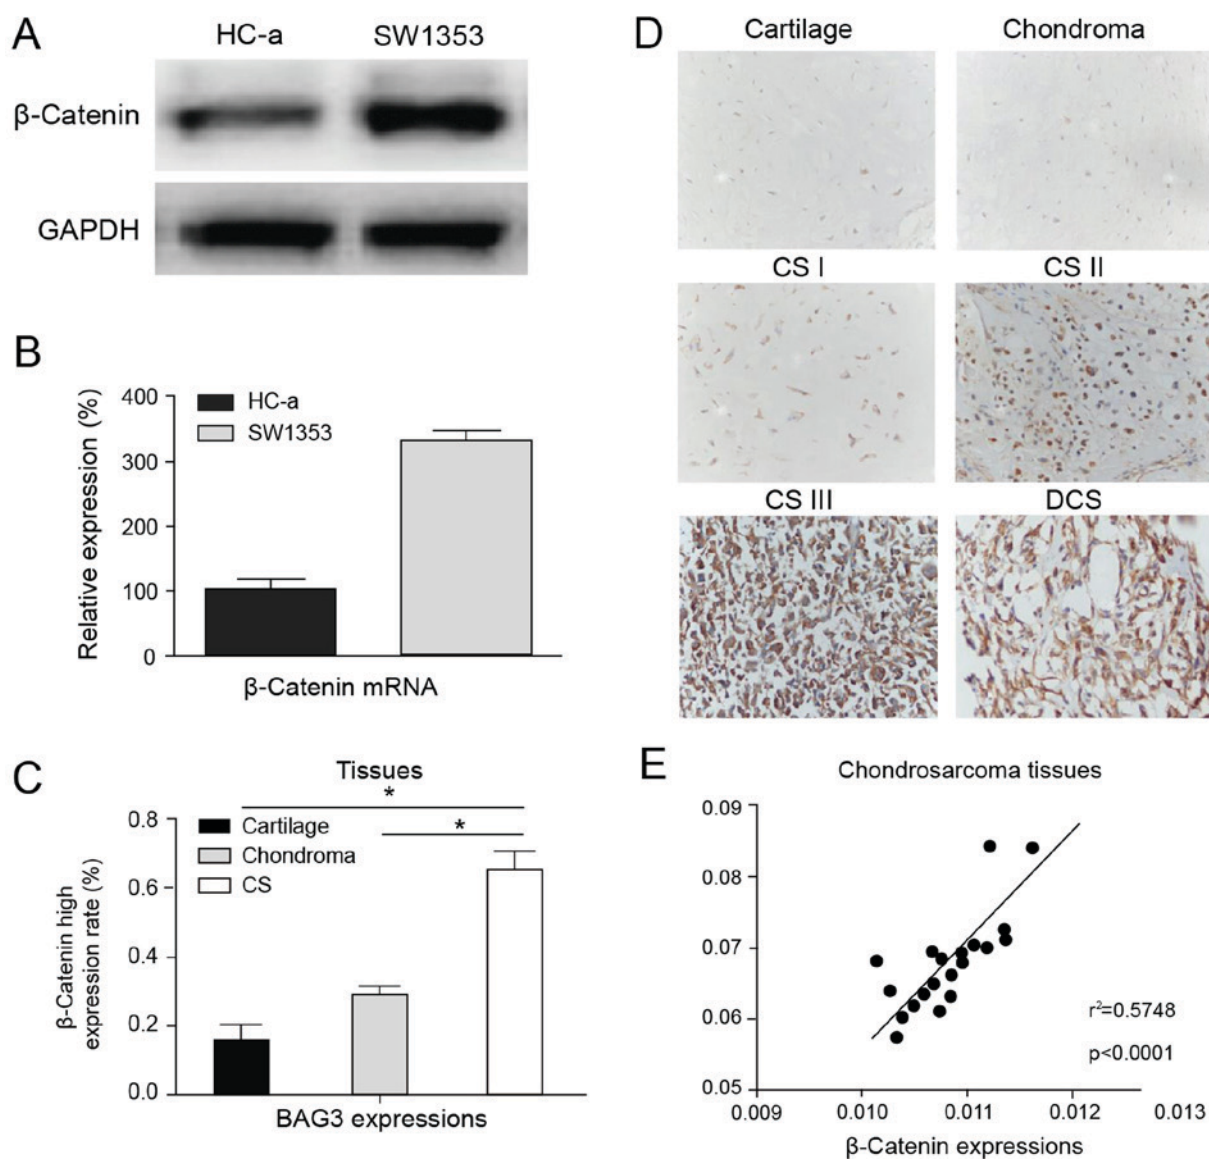 A
HC-a SW1353
β-Catenin
GAPDH
B
Relative expression (%)
400
300
200
100
0
HC-a
SW1353
β-Catenin mRNA
C
Tissues
*
*
β-Catenin high
expression rate (%)
0.8
0.6
0.4
0.2
0.0
Cartilage
Chondroma
CS
BAG3 expressions
D
Cartilage Chondroma
CS I CS II
CS III DCS
E
Chondrosarcoma tissues
0.09
0.08
0.07
0.06
0.05
r²=0.5748
p<0.0001
0.009 0.010 0.011 0.012 0.013
β-Catenin expressions